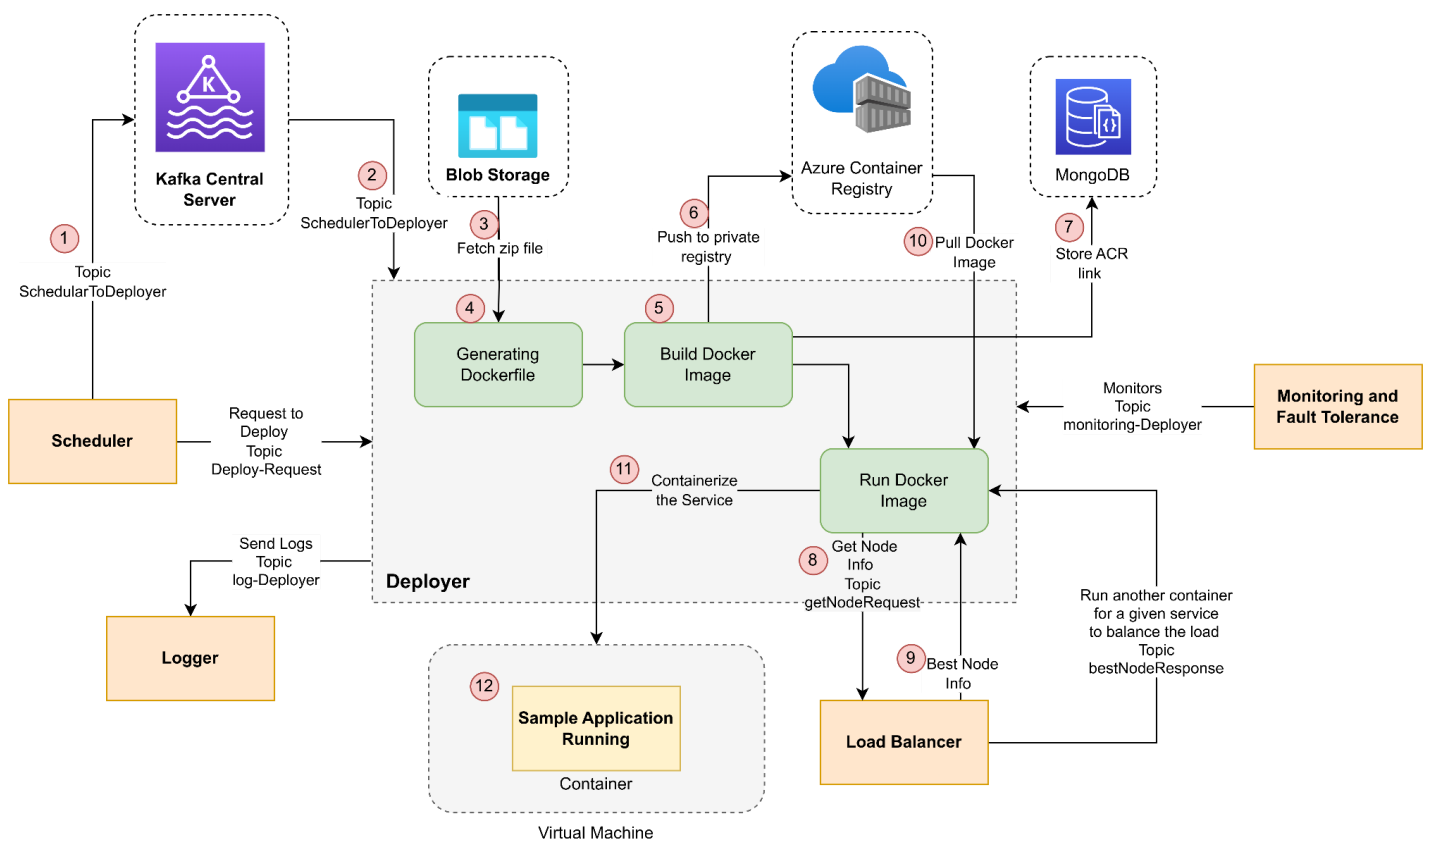 K
Kafka Central
Server
Blob Storage
Azure Container
Registry
MongoDB
1
Topic
SchedularToDeployer
2
Topic
SchedulerToDeployer
3
Fetch zip file
6
Push to private
registry
10
Pull Docker
Image
7
Store ACR
link
4
Generating
Dockerfile
5
Build Docker
Image
Scheduler
Request to
Deploy
Topic
Deploy-Request
Monitors
Topic
monitoring-Deployer
Monitoring and
Fault Tolerance
11
Containerize
the Service
Run Docker
Image
Send Logs
Topic
log-Deployer
Deployer
8
Get Node
Info
Topic
getNodeRequest
Logger
9
Best Node
Info
Run another container
for a given service
to balance the load
Topic
bestNodeResponse
12
Sample Application
Running
Container
Virtual Machine
Load Balancer